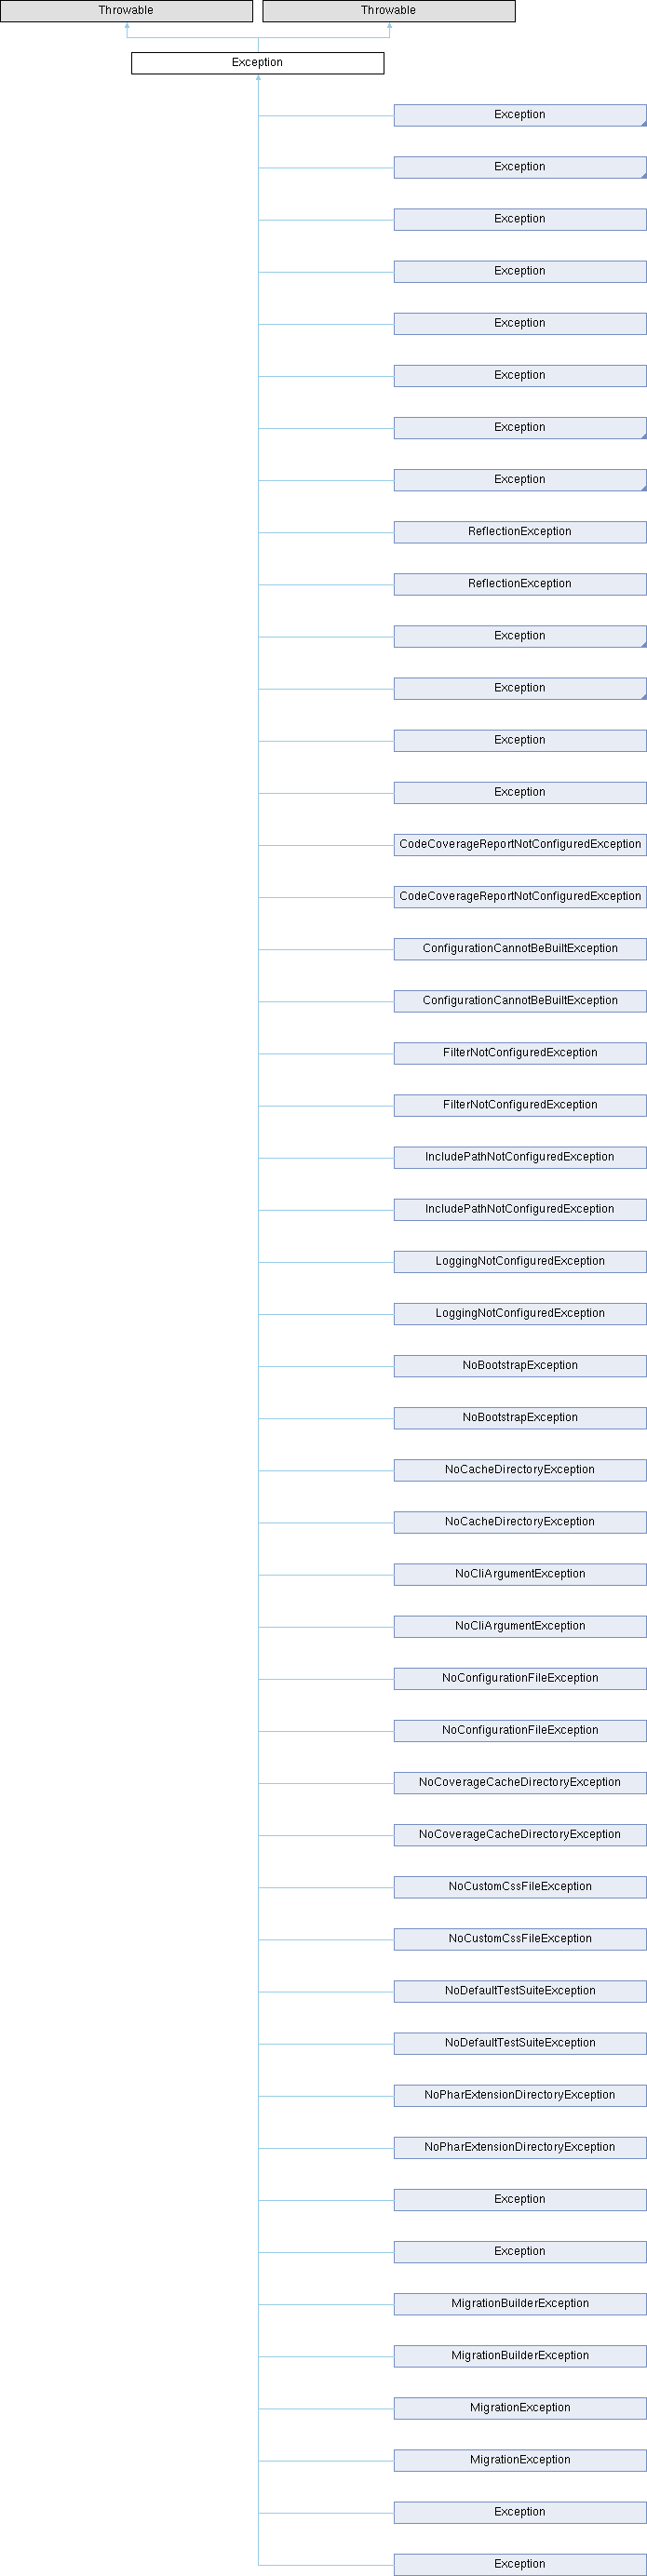 Throwable
Throwable
Exception
Exception
Exception
Exception
Exception
Exception
Exception
Exception
Exception
ReflectionException
ReflectionException
Exception
Exception
Exception
Exception
CodeCoverageReportNotConfiguredException
CodeCoverageReportNotConfiguredException
ConfigurationCannotBeBuiltException
ConfigurationCannotBeBuiltException
FilterNotConfiguredException
FilterNotConfiguredException
IncludePathNotConfiguredException
IncludePathNotConfiguredException
LoggingNotConfiguredException
LoggingNotConfiguredException
NoBootstrapException
NoBootstrapException
NoCacheDirectoryException
NoCacheDirectoryException
NoCliArgumentException
NoCliArgumentException
NoConfigurationFileException
NoConfigurationFileException
NoCoverageCacheDirectoryException
NoCoverageCacheDirectoryException
NoCustomCssFileException
NoCustomCssFileException
NoDefaultTestSuiteException
NoDefaultTestSuiteException
NoPharExtensionDirectoryException
NoPharExtensionDirectoryException
Exception
Exception
MigrationBuilderException
MigrationBuilderException
MigrationException
MigrationException
Exception
Exception